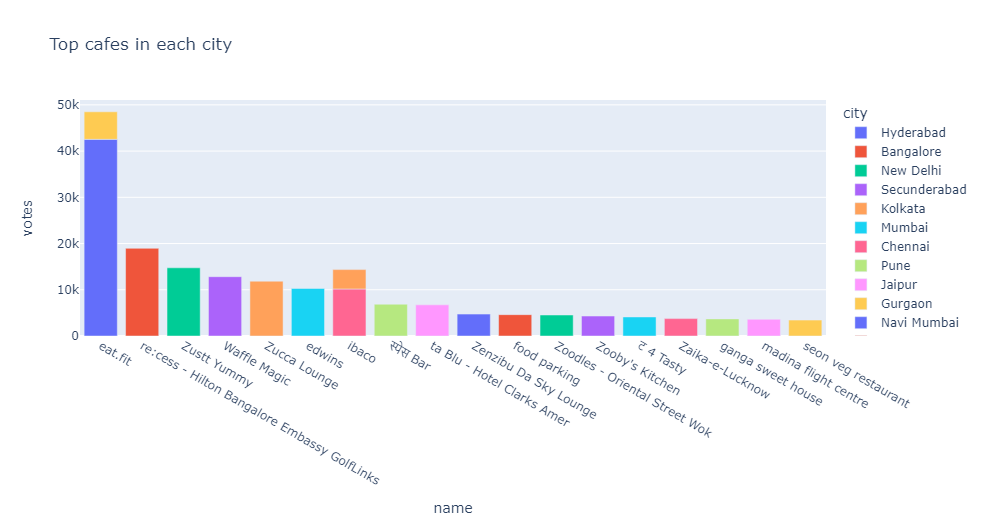 Top cafes in each city
50k
40k
30k
20k
10k
0
votes
eat.fit
re:cess - Hilton Bangalore Embassy GolfLinks
Zustt Yummy
Waffle Magic
Zucca Lounge
edwins
ibaco
स्पेस Bar
ta Blu - Hotel Clarks Amer
Zenzibu Da Sky Lounge
food parking
Zoodles - Oriental Street Wok
Zooby's Kitchen
ट 4 Tasty
Zaika-e-Lucknow
ganga sweet house
madina flight centre
seon veg restaurant
name
city
Hyderabad
Bangalore
New Delhi
Secunderabad
Kolkata
Mumbai
Chennai
Pune
Jaipur
Gurgaon
Navi Mumbai